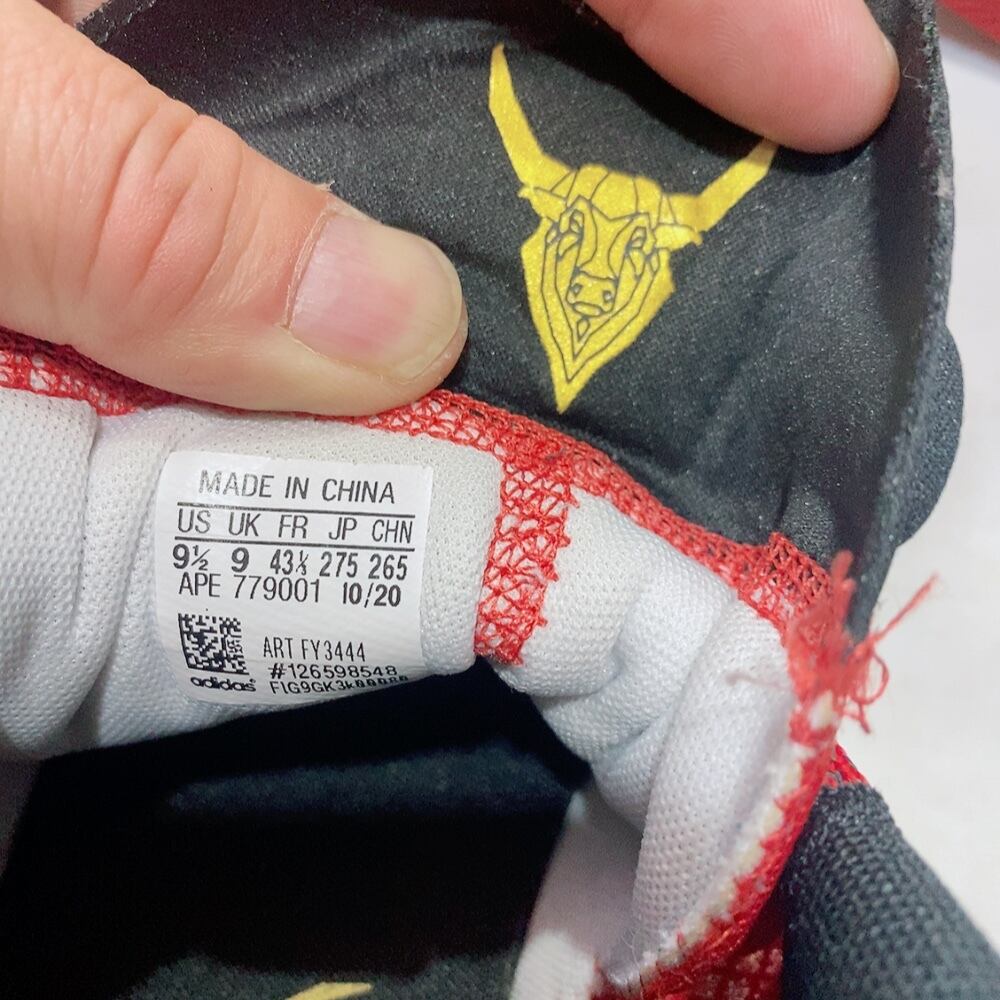 MADE IN CHINA
US UK FR JP CHN
9½ 9 43⅓ 275 265
APE 779001 10/20
ART FY3444
#126598548
adidas